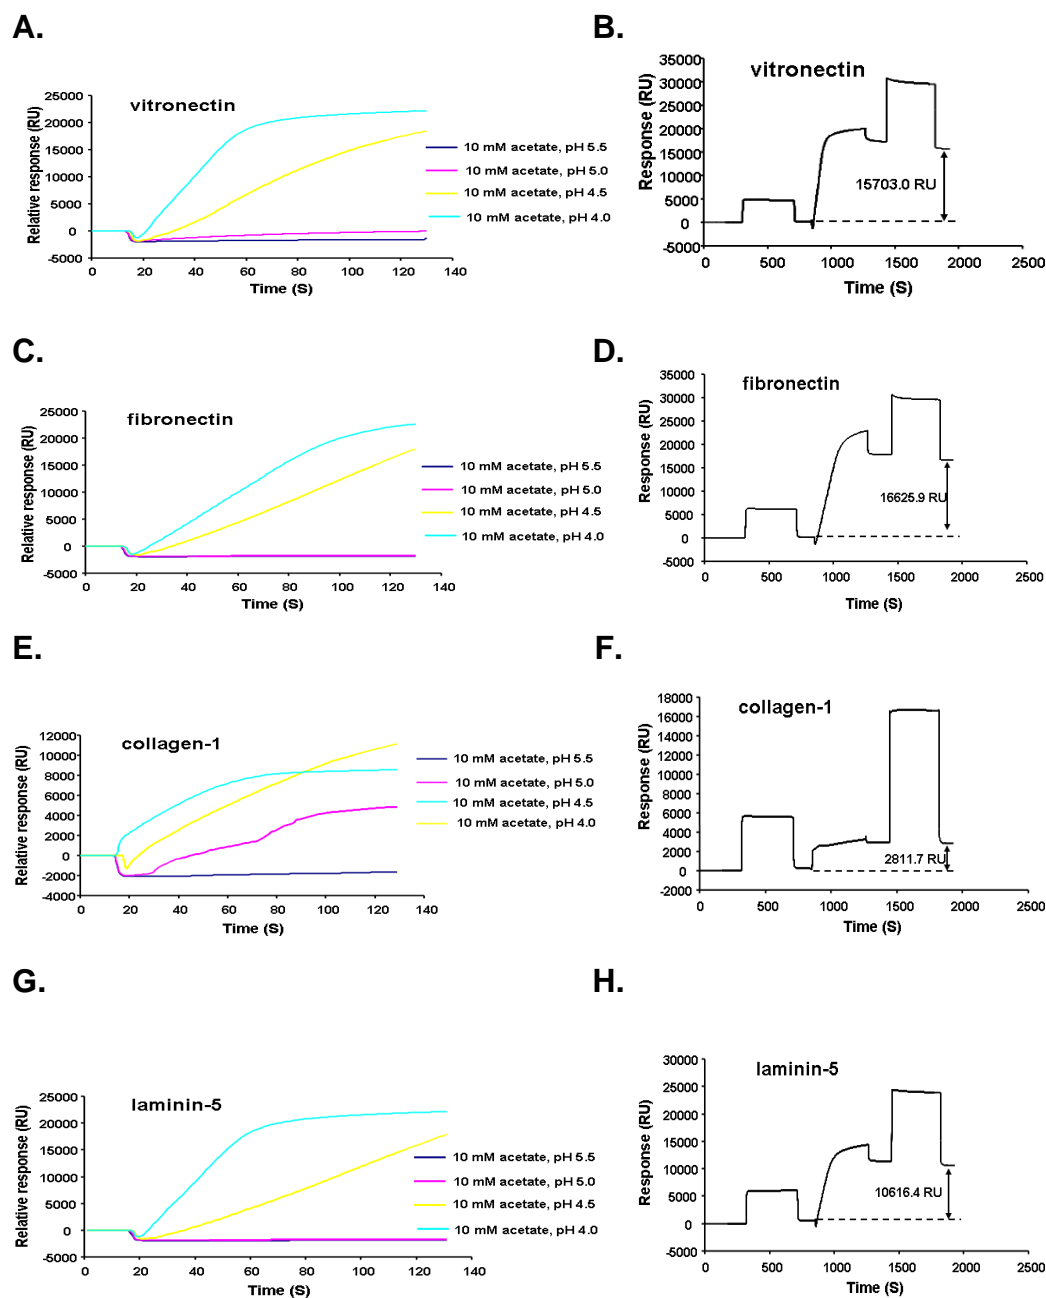 A.
vitronectin
Relative response (RU)
25000
20000
15000
10000
5000
0
-5000
0 20 40 60 80 100 120 140
Time (S)
10 mM acetate, pH 5.5
10 mM acetate, pH 5.0
10 mM acetate, pH 4.5
10 mM acetate, pH 4.0
B.
vitronectin
Response (RU)
35000
30000
25000
20000
15000
10000
5000
0
-5000
15703.0 RU
0 500 1000 1500 2000 2500
Time (S)
C.
fibronectin
Relative response (RU)
25000
20000
15000
10000
5000
0
-5000
0 20 40 60 80 100 120 140
Time (S)
10 mM acetate, pH 5.5
10 mM acetate, pH 5.0
10 mM acetate, pH 4.5
10 mM acetate, pH 4.0
D.
fibronectin
Response (RU)
35000
30000
25000
20000
15000
10000
5000
0
-5000
16625.9 RU
0 500 1000 1500 2000 2500
Time (S)
E.
collagen-1
Relative response (RU)
12000
10000
8000
6000
4000
2000
0
-2000
-4000
0 20 40 60 80 100 120 140
Time (S)
10 mM acetate, pH 5.5
10 mM acetate, pH 5.0
10 mM acetate, pH 4.5
10 mM acetate, pH 4.0
F.
collagen-1
Response (RU)
18000
16000
14000
12000
10000
8000
6000
4000
2000
0
-2000
2811.7 RU
0 500 1000 1500 2000 2500
Time (S)
G.
laminin-5
Relative response (RU)
25000
20000
15000
10000
5000
0
-5000
0 20 40 60 80 100 120 140
Time (S)
10 mM acetate, pH 5.5
10 mM acetate, pH 5.0
10 mM acetate, pH 4.5
10 mM acetate, pH 4.0
H.
laminin-5
Response (RU)
30000
25000
20000
15000
10000
5000
0
-5000
10616.4 RU
0 500 1000 1500 2000 2500
Time (S)